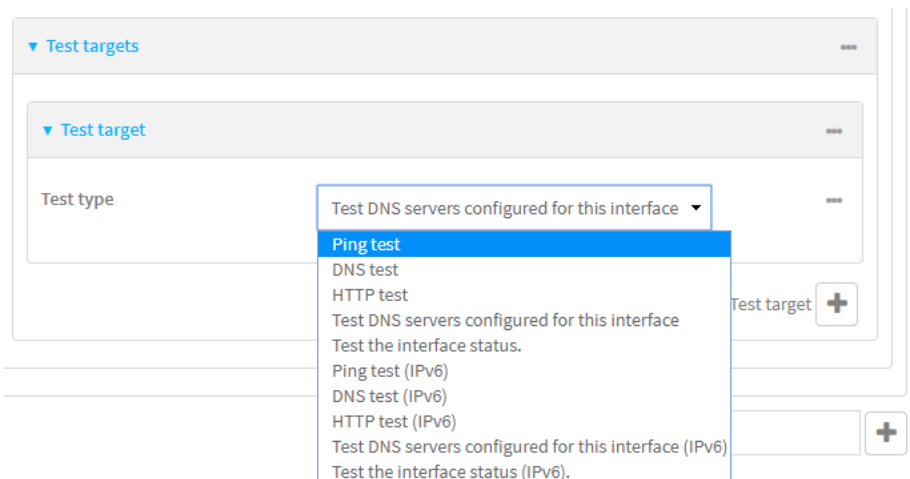 Test targets
Test target
Test type
Test DNS servers configured for this interface
Ping test
DNS test
HTTP test
Test DNS servers configured for this interface
Test the interface status.
Ping test (IPv6)
DNS test (IPv6)
HTTP test (IPv6)
Test DNS servers configured for this interface (IPv6)
Test the interface status (IPv6).
Test target